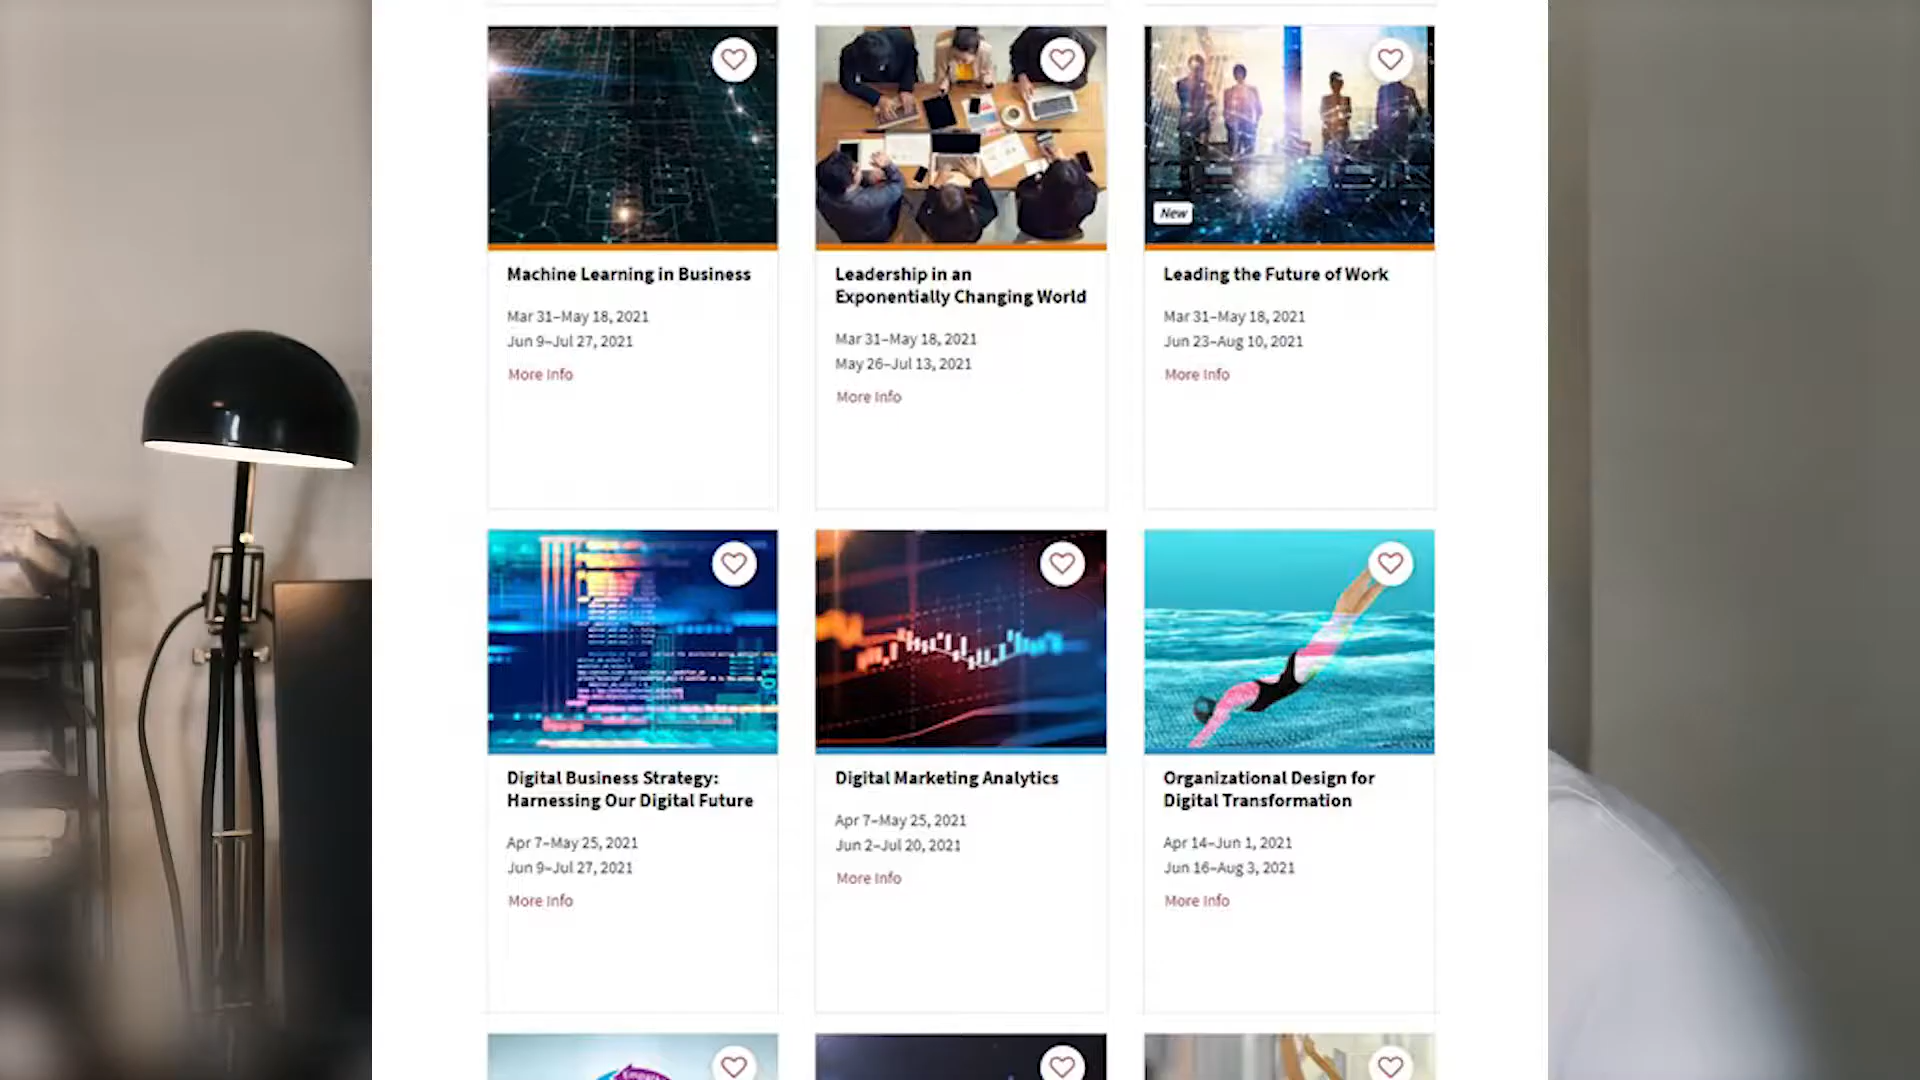 New
Machine Learning in Business
Mar 31–May 18, 2021
Jun 9–Jul 27, 2021
More Info
Leadership in an
Exponentially Changing World
Mar 31–May 18, 2021
May 26–Jul 13, 2021
More Info
Leading the Future of Work
Mar 31–May 18, 2021
Jun 23–Aug 10, 2021
More Info
Digital Business Strategy:
Harnessing Our Digital Future
Apr 7–May 25, 2021
Jun 9–Jul 27, 2021
More Info
Digital Marketing Analytics
Apr 7–May 25, 2021
Jun 2–Jul 20, 2021
More Info
Organizational Design for
Digital Transformation
Apr 14–Jun 1, 2021
Jun 16–Aug 3, 2021
More Info